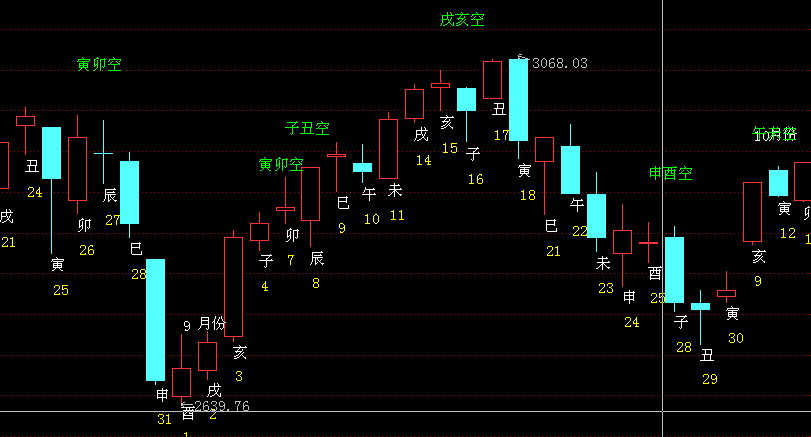 戌亥空
寅卯空
3068.03
子丑空
10月份
寅卯空
申酉空
戌
21
丑
24
寅
25
卯
26
辰
27
巳
28
申
31
9 月份
酉
1
2639.76
戌
2
亥
3
子
4
卯
7
辰
8
巳
9
午
10
未
11
戌
14
亥
15
子
16
丑
17
寅
18
巳
21
午
22
未
23
申
24
酉
25
子
28
丑
29
寅
30
亥
9
寅
12